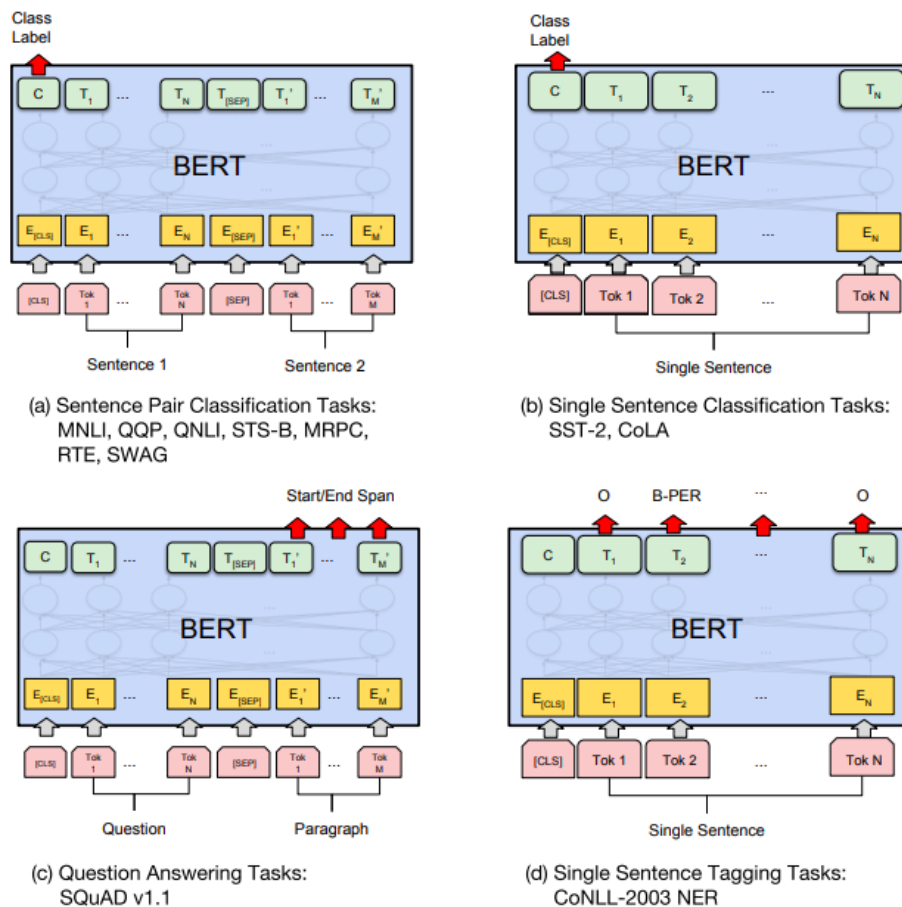 Class
Label
C T1 ... TN T[SEP] T1' ... TM'
BERT
E[CLS] E1 ... EN E[SEP] E1' ... EM'
[CLS] Tok 1 ... Tok N [SEP] Tok 1 ... Tok M
Sentence 1 Sentence 2
(a) Sentence Pair Classification Tasks:
MNLI, QQP, QNLI, STS-B, MRPC,
RTE, SWAG
Class
Label
C T1 T2 ... TN
BERT
E[CLS] E1 E2 ... EN
[CLS] Tok 1 Tok 2 ... Tok N
Single Sentence
(b) Single Sentence Classification Tasks:
SST-2, CoLA
Start/End Span
C T1 ... TN T[SEP] T1' ... TM'
BERT
E[CLS] E1 ... EN E[SEP] E1' ... EM'
[CLS] Tok 1 ... Tok N [SEP] Tok 1 ... Tok M
Question Paragraph
(c) Question Answering Tasks:
SQuAD v1.1
O B-PER ... O
C T1 T2 ... TN
BERT
E[CLS] E1 E2 ... EN
[CLS] Tok 1 Tok 2 ... Tok N
Single Sentence
(d) Single Sentence Tagging Tasks:
CoNLL-2003 NER